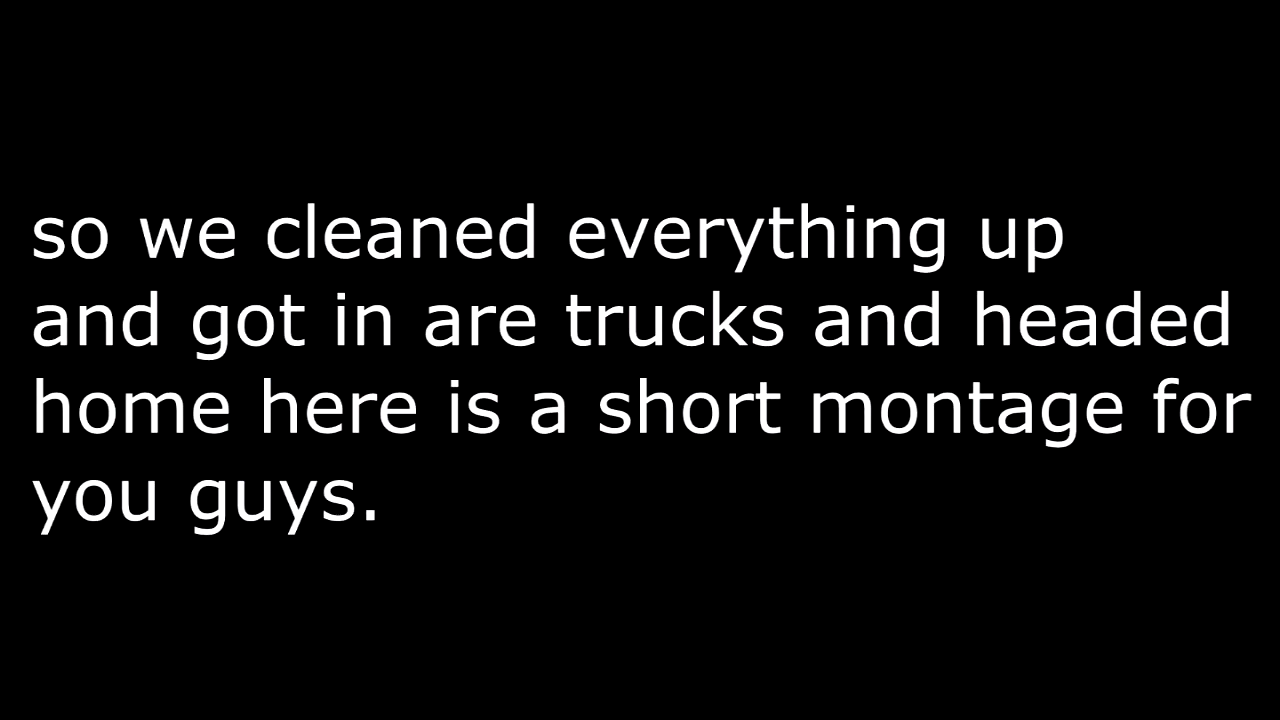 so we cleaned everything up
and got in are trucks and headed
home here is a short montage for
you guys.